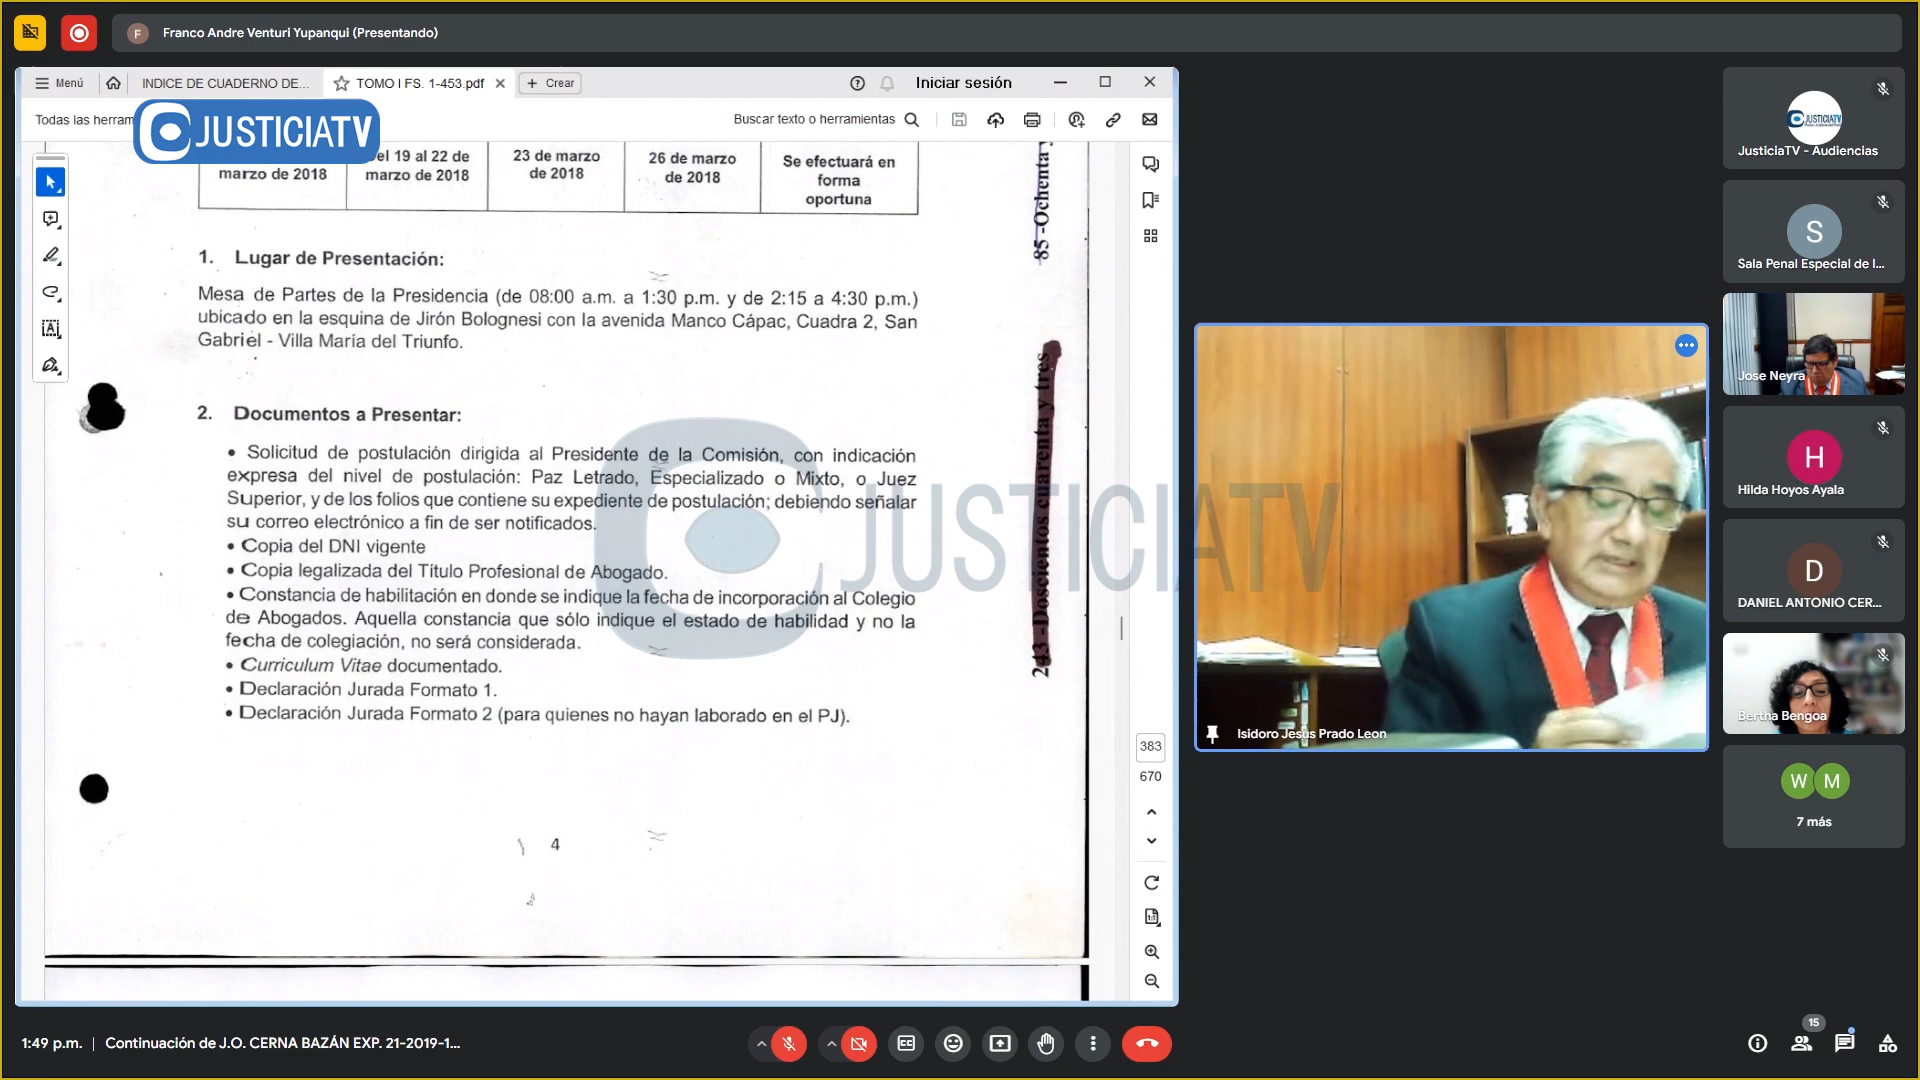 F Franco Andre Venturi Yupanqui (Presentando)
Menú
INDICE DE CUADERNO DE...
TOMO I FS. 1-453.pdf
Crear
Iniciar sesión
Todas las herram
JUSTICIATV
Buscar texto o herramientas
marzo de 2018
el 19 al 22 de
marzo de 2018
23 de marzo
de 2018
26 de marzo
de 2018
Se efectuará en
forma
oportuna
85 -Ochenta y
1. Lugar de Presentación:
Mesa de Partes de la Presidencia (de 08:00 a.m. a 1:30 p.m. y de 2:15 a 4:30 p.m.)
ubicado en la esquina de Jirón Bolognesi con la avenida Manco Cápac, Cuadra 2, San
Gabriel - Villa María del Triunfo.
243 -Doscientos cuarenta y tres
2. Documentos a Presentar:
• Solicitud de postulación dirigida al Presidente de la Comisión, con indicación
expresa del nivel de postulación: Paz Letrado, Especializado o Mixto, o Juez
Superior, y de los folios que contiene su expediente de postulación; debiendo señalar
su correo electrónico a fin de ser notificados.
• Copia del DNI vigente
• Copia legalizada del Título Profesional de Abogado.
• Constancia de habilitación en donde se indique la fecha de incorporación al Colegio
de Abogados. Aquella constancia que sólo indique el estado de habilidad y no la
fecha de colegiación, no será considerada.
• Curriculum Vitae documentado.
• Declaración Jurada Formato 1.
• Declaración Jurada Formato 2 (para quienes no hayan laborado en el PJ).
4
383
670
JUSTICIATV
Isidoro Jesus Prado Leon
JUSTICIATV
JusticiaTV - Audiencias
S
Sala Penal Especial de l...
Jose Neyra
H
Hilda Hoyos Ayala
D
DANIEL ANTONIO CER...
Bertha Bengoa
W M
7 más
1:49 p.m. | Continuación de J.O. CERNA BAZÁN EXP. 21-2019-1...
15